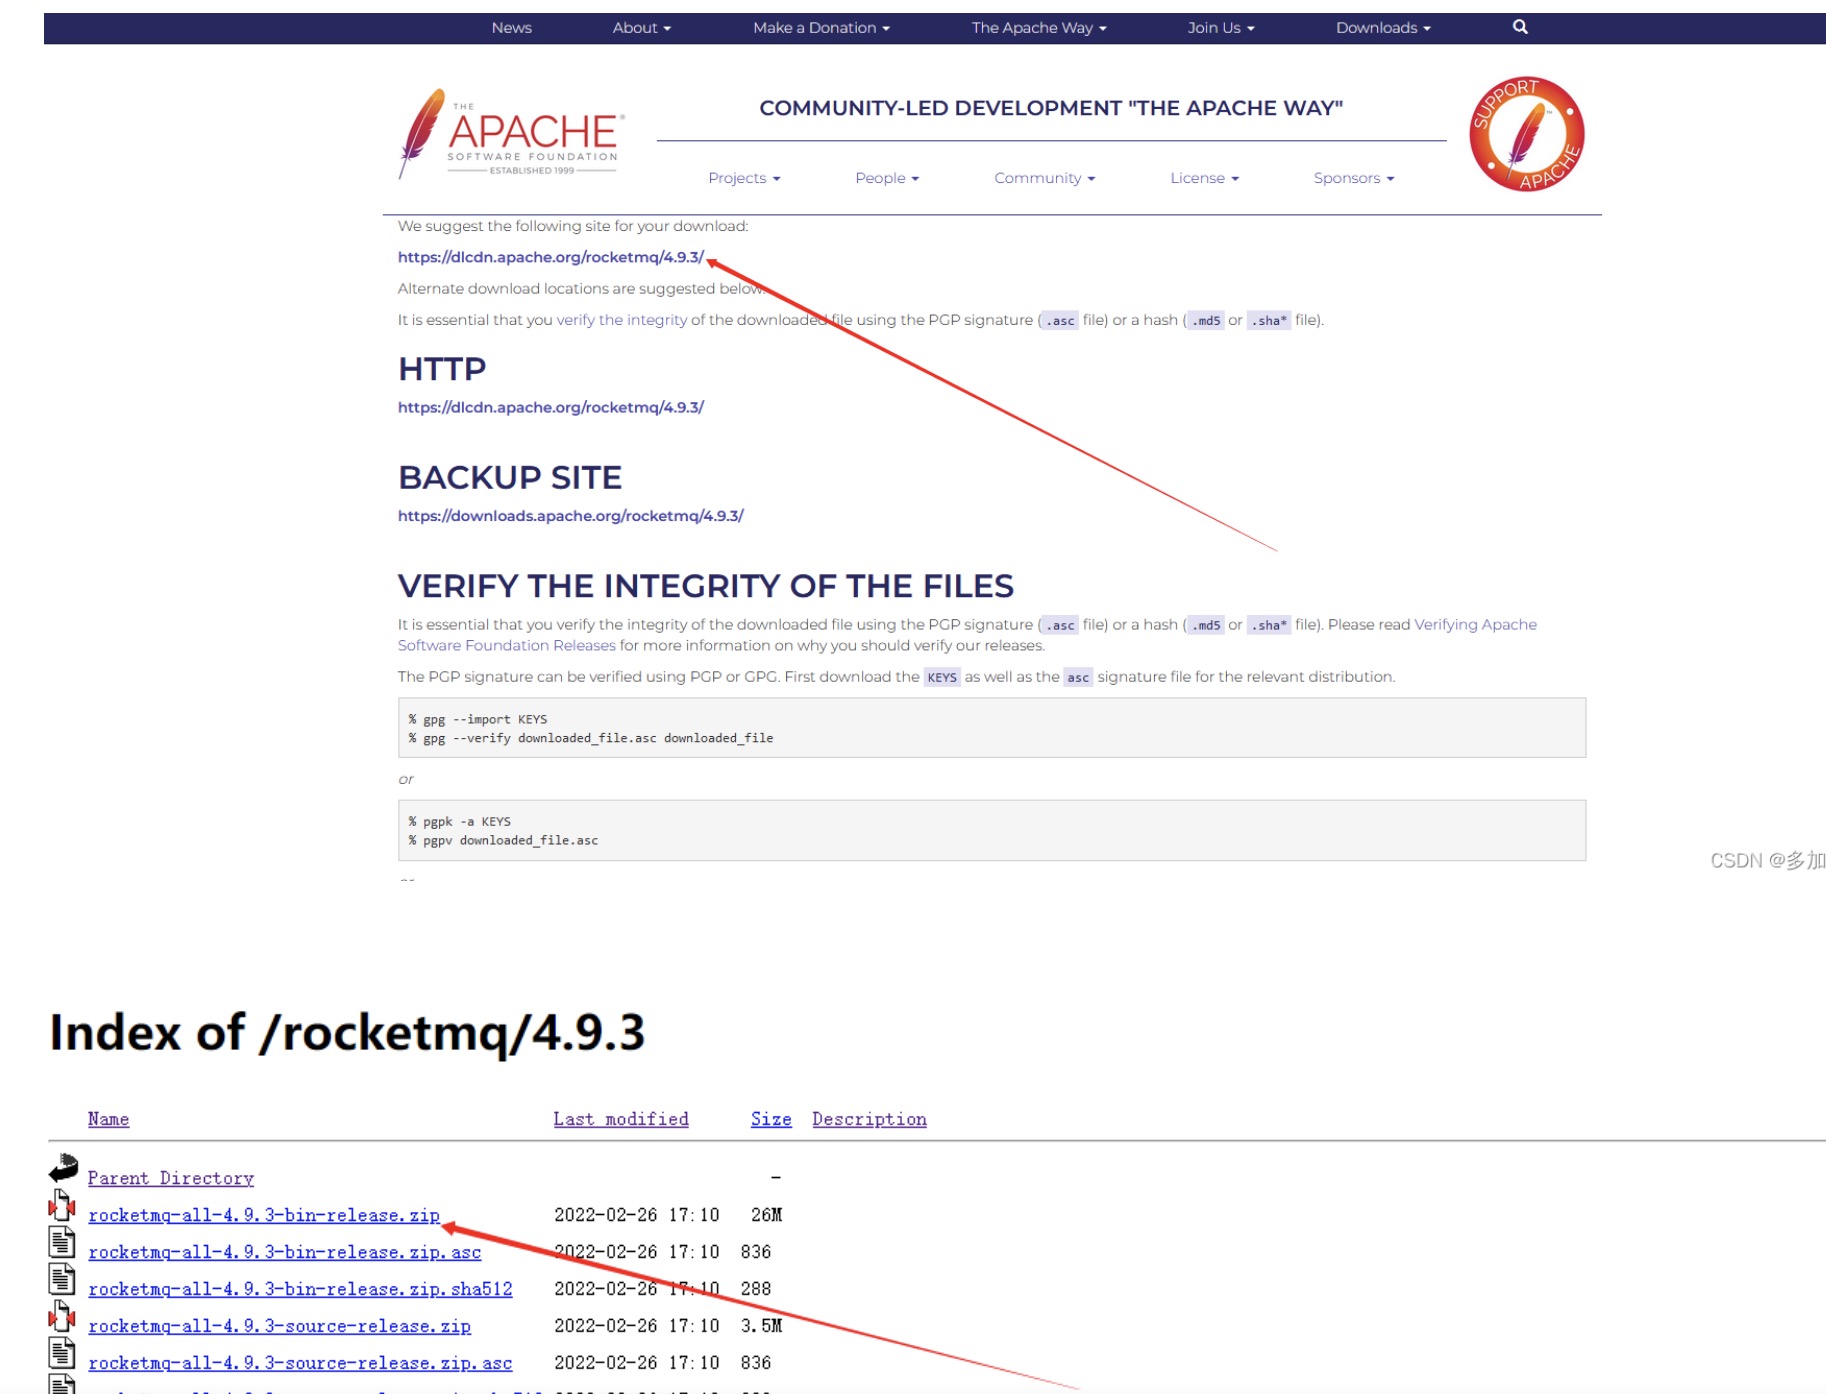 News About Make a Donation The Apache Way Join Us Downloads
THE
APACHE®
SOFTWARE FOUNDATION
ESTABLISHED 1999
COMMUNITY-LED DEVELOPMENT "THE APACHE WAY"
SUPPORT
APACHE
Projects People Community License Sponsors
We suggest the following site for your download:
https://dlcdn.apache.org/rocketmq/4.9.3/
Alternate download locations are suggested below.
It is essential that you verify the integrity of the downloaded file using the PGP signature ( .asc file) or a hash ( .md5 or .sha* file).
HTTP
https://dlcdn.apache.org/rocketmq/4.9.3/
BACKUP SITE
https://downloads.apache.org/rocketmq/4.9.3/
VERIFY THE INTEGRITY OF THE FILES
It is essential that you verify the integrity of the downloaded file using the PGP signature ( .asc file) or a hash ( .md5 or .sha* file). Please read Verifying Apache
Software Foundation Releases for more information on why you should verify our releases.
The PGP signature can be verified using PGP or GPG. First download the KEYS as well as the asc signature file for the relevant distribution.
% gpg --import KEYS
% gpg --verify downloaded_file.asc downloaded_file
or
% pgpk -a KEYS
% pgpv downloaded_file.asc
CSDN @多加
Index of /rocketmq/4.9.3
Name Last modified Size Description
Parent Directory -
rocketmq-all-4.9.3-bin-release.zip 2022-02-26 17:10 26M
rocketmq-all-4.9.3-bin-release.zip.asc 2022-02-26 17:10 836
rocketmq-all-4.9.3-bin-release.zip.sha512 2022-02-26 17:10 288
rocketmq-all-4.9.3-source-release.zip 2022-02-26 17:10 3.5M
rocketmq-all-4.9.3-source-release.zip.asc 2022-02-26 17:10 836